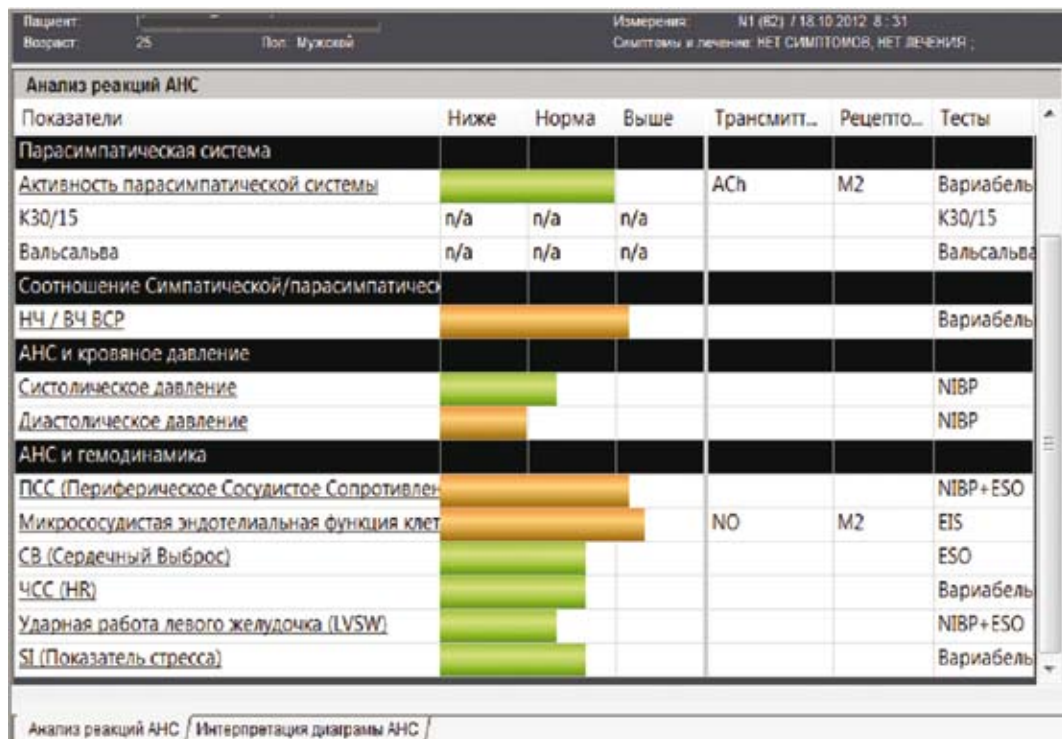 Пациент:
Измерения: N1 (B2) / 18.10.2012 8 : 31
Возраст: 25 Пол: Мужской
Симптомы и лечение: НЕТ СИМПТОМОВ, НЕТ ЛЕЧЕНИЯ ;
Анализ реакций АНС
Показатели Ниже Норма Выше Трансмитт... Рецепто... Тесты
Парасимпатическая система
Активность парасимпатической системы ACh M2 Вариабель
К30/15 n/a n/a n/a К30/15
Вальсальва n/a n/a n/a Вальсальва
Соотношение Симпатической/парасимпатическ
НЧ / ВЧ ВСР Вариабель
АНС и кровяное давление
Систолическое давление NIBP
Диастолическое давление NIBP
АНС и гемодинамика
ПСС (Периферическое Сосудистое Сопротивлен NIBP+ESO
Микрососудистая эндотелиальная функция клет NO M2 EIS
СВ (Сердечный Выброс) ESO
ЧСС (HR) Вариабель
Ударная работа левого желудочка (LVSW) NIBP+ESO
SI (Показатель стресса) Вариабель
Анализ реакций АНС / Интерпретация диаграмы АНС /